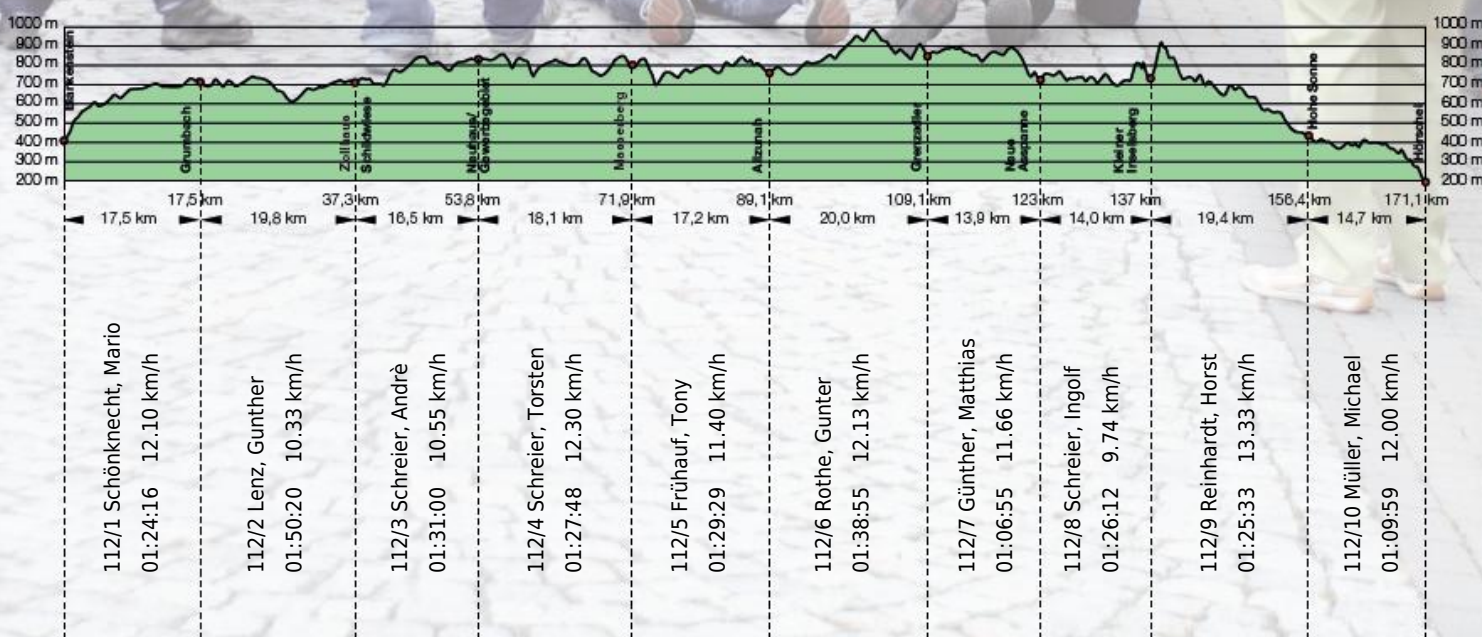 1000 m
900 m
800 m
700 m
600 m
500 m
400 m
300 m
200 m
1000 m
900 m
800 m
700 m
600 m
500 m
400 m
300 m
200 m
Grumbach
Zollhaus
Schildwiese
Neuhaus/
Masserberg
Allzunah
Grenzadler
Neue
Ausspanne
Kleiner
Inselsberg
Hohe Sonne
Hörschel
17,5 km
37,3 km
53,8 km
71,9 km
89,1 km
109,1 km
123 km
137 km
156,4 km
171,1 km
17,5 km
19,8 km
16,5 km
18,1 km
17,2 km
20,0 km
13,9 km
14,0 km
19,4 km
14,7 km
112/1 Schönknecht, Mario
01:24:16 12.10 km/h
112/2 Lenz, Gunther
01:50:20 10.33 km/h
112/3 Schreier, Andrè
01:31:00 10.55 km/h
112/4 Schreier, Torsten
01:27:48 12.30 km/h
112/5 Frühauf, Tony
01:29:29 11.40 km/h
112/6 Rothe, Gunter
01:38:55 12.13 km/h
112/7 Günther, Matthias
01:06:55 11.66 km/h
112/8 Schreier, Ingolf
01:26:12 9.74 km/h
112/9 Reinhardt, Horst
01:25:33 13.33 km/h
112/10 Müller, Michael
01:09:59 12.00 km/h